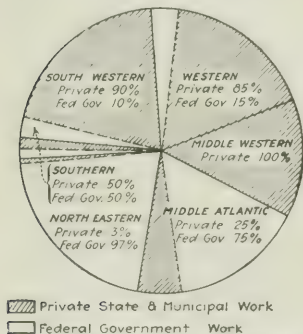 SOUTH WESTERN
Private 90%
Fed Gov 10%
WESTERN
Private 85%
Fed Gov 15%
MIDDLE WESTERN
Private 100%
SOUTHERN
Private 50%
Fed. Gov. 50%
NORTH EASTERN
Private 3%
Fed Gov 97%
MIDDLE ATLANTIC
Private 25%
Fed Gov 75%
Private State & Municipal Work
Federal Government Work